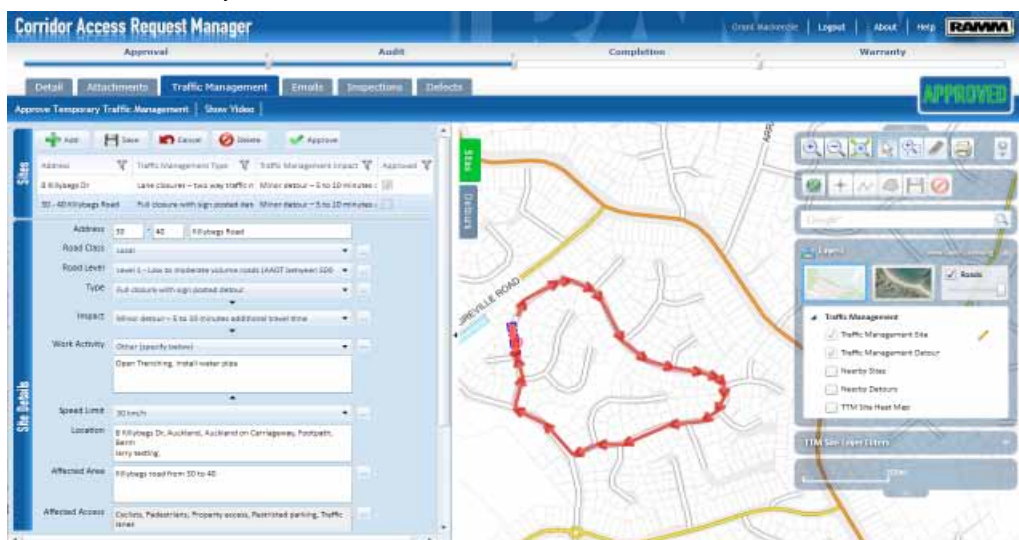 Corridor Access Request Manager
Grant Mackenzie | Logout | About | Help RAMM
Approval Audit Completion Warranty
Detail Attachments Traffic Management Emails Inspections Defects
APPROVED
Approve Temporary Traffic Management | Show Video |
Add Save Cancel Delete Approve
Sites
Address Traffic Management Type Traffic Management Impact Approved
8 Killybegs Dr Lane closures – two way traffic Minor detour – 5 to 10 minutes
30 - 40 Killybegs Road Full closure with sign posted Minor detour – 5 to 10 minutes
Site Details
Address 30 - 40 Killybegs Road
Road Class Local
Road Level Level 1 - Low to moderate volume roads (AADT between
Type Full closure with sign posted detour
Impact Minor detour – 5 to 10 minutes additional travel time
Work Activity Other (specify below)
Open Trenching, install water pipe
Speed Limit 30 km/h
Location 8 Killybegs Dr, Auckland, Auckland on Carriageway, Footpath,
Berm
testing.
Affected Area Killybegs road from 30 to 40
Affected Access Cyclists, Pedestrians, Property access, Restricted parking, Traffic
lanes
Sites
Detours
JREVILLE ROAD
Google
Layers
Roads
Traffic Management
Traffic Management Site
Traffic Management Detour
Nearby Sites
Nearby Detours
TTM Site Heat Map
TTM Site Layer Filters
200m